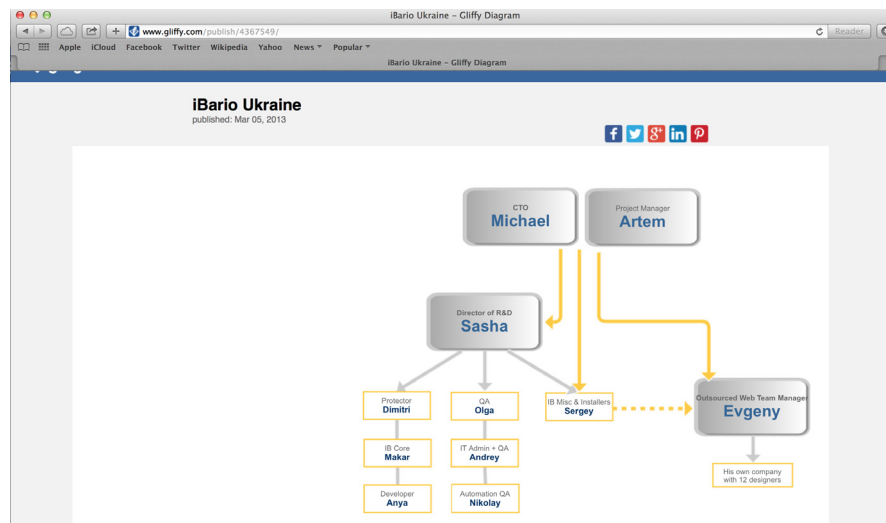 iBario Ukraine – Gliffy Diagram
www.gliffy.com/publish/4367549/
Reader
Apple iCloud Facebook Twitter Wikipedia Yahoo News Popular
iBario Ukraine – Gliffy Diagram
iBario Ukraine
published: Mar 05, 2013
CTO
Michael
Project Manager
Artem
Director of R&D
Sasha
Protector
Dimitri
QA
Olga
IB Misc & Installers
Sergey
Outsourced Web Team Manager
Evgeny
IB Core
Makar
IT Admin + QA
Andrey
His own company
with 12 designers
Developer
Anya
Automation QA
Nikolay